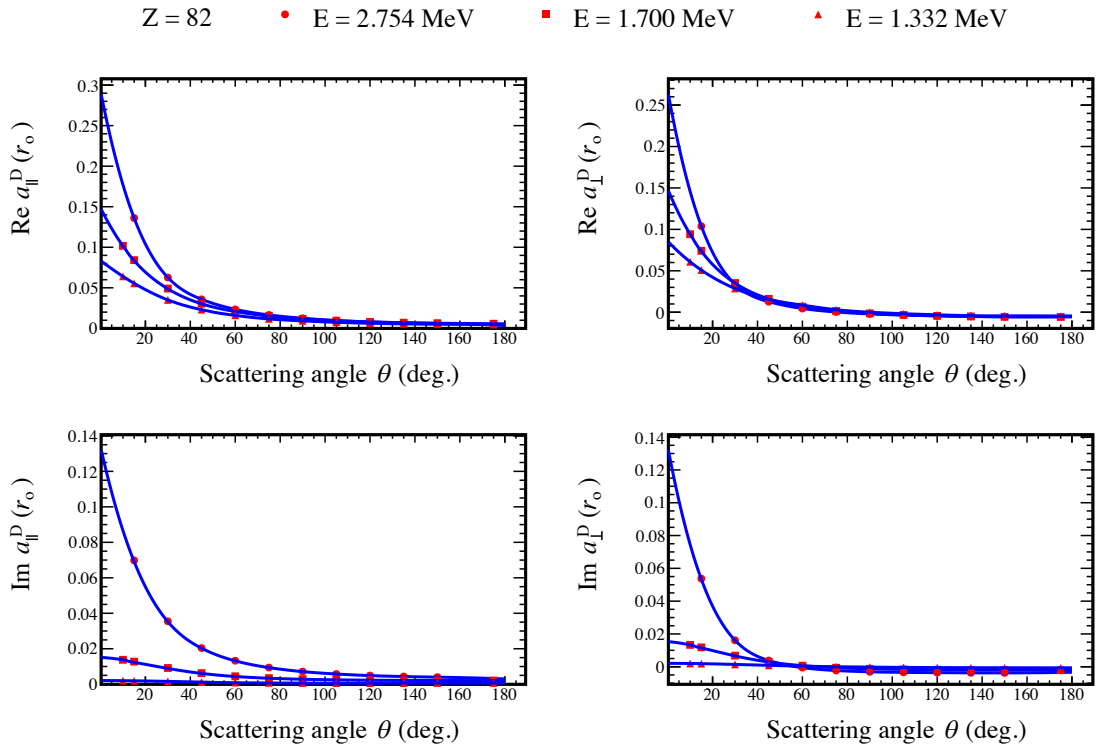 Z = 82 E = 2.754 MeV E = 1.700 MeV E = 1.332 MeV
Re a∥ᴰ (rₒ)
0.3
0.25
0.2
0.15
0.1
0.05
0
20 40 60 80 100 120 140 160 180
Scattering angle θ (deg.)
Re a⊥ᴰ (rₒ)
0.25
0.2
0.15
0.1
0.05
0
20 40 60 80 100 120 140 160 180
Scattering angle θ (deg.)
Im a∥ᴰ (rₒ)
0.14
0.12
0.1
0.08
0.06
0.04
0.02
0
20 40 60 80 100 120 140 160 180
Scattering angle θ (deg.)
Im a⊥ᴰ (rₒ)
0.14
0.12
0.1
0.08
0.06
0.04
0.02
0
20 40 60 80 100 120 140 160 180
Scattering angle θ (deg.)